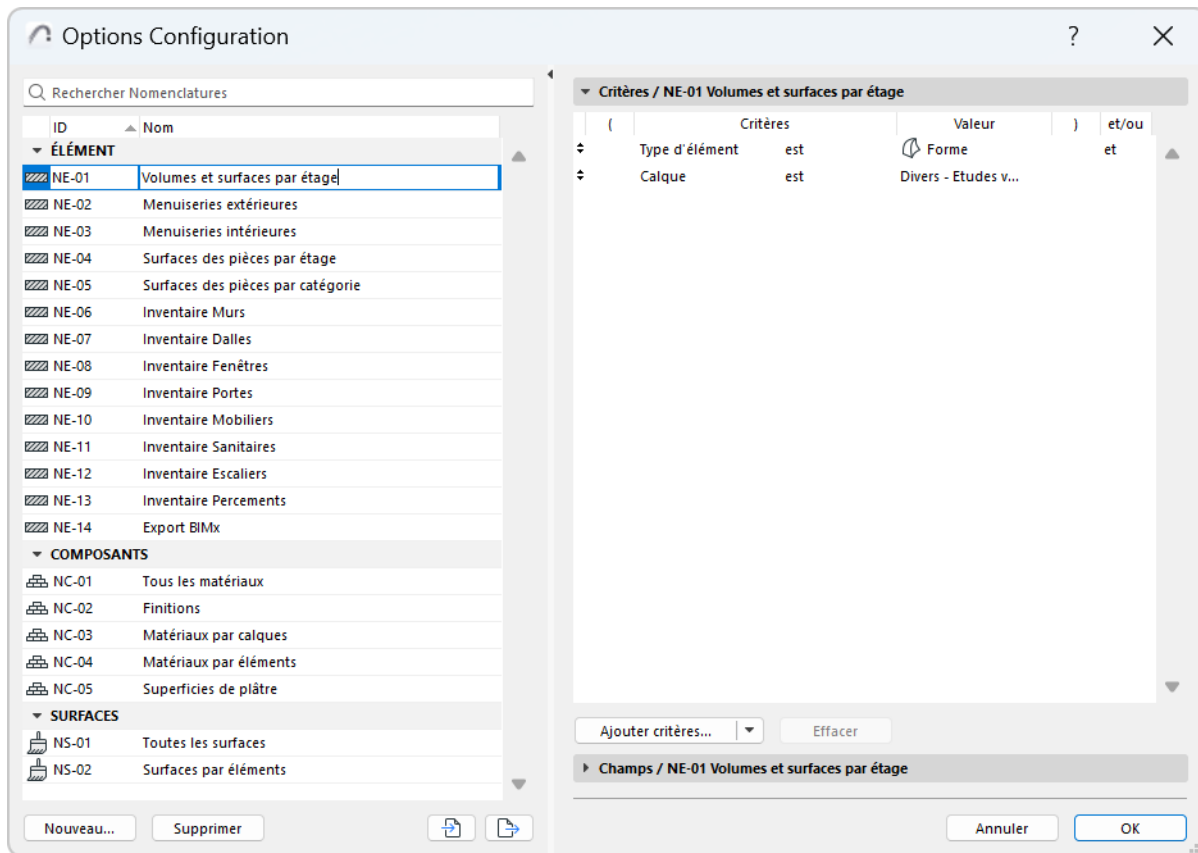 Options Configuration
?
Rechercher Nomenclatures
ID Nom
ÉLÉMENT
NE-01 Volumes et surfaces par étage
NE-02 Menuiseries extérieures
NE-03 Menuiseries intérieures
NE-04 Surfaces des pièces par étage
NE-05 Surfaces des pièces par catégorie
NE-06 Inventaire Murs
NE-07 Inventaire Dalles
NE-08 Inventaire Fenêtres
NE-09 Inventaire Portes
NE-10 Inventaire Mobiliers
NE-11 Inventaire Sanitaires
NE-12 Inventaire Escaliers
NE-13 Inventaire Percements
NE-14 Export BIMx
COMPOSANTS
NC-01 Tous les matériaux
NC-02 Finitions
NC-03 Matériaux par calques
NC-04 Matériaux par éléments
NC-05 Superficies de plâtre
SURFACES
NS-01 Toutes les surfaces
NS-02 Surfaces par éléments
Nouveau... Supprimer
Critères / NE-01 Volumes et surfaces par étage
( Critères Valeur ) et/ou
Type d'élément est Forme et
Calque est Divers - Etudes v...
Ajouter critères... Effacer
Champs / NE-01 Volumes et surfaces par étage
Annuler OK